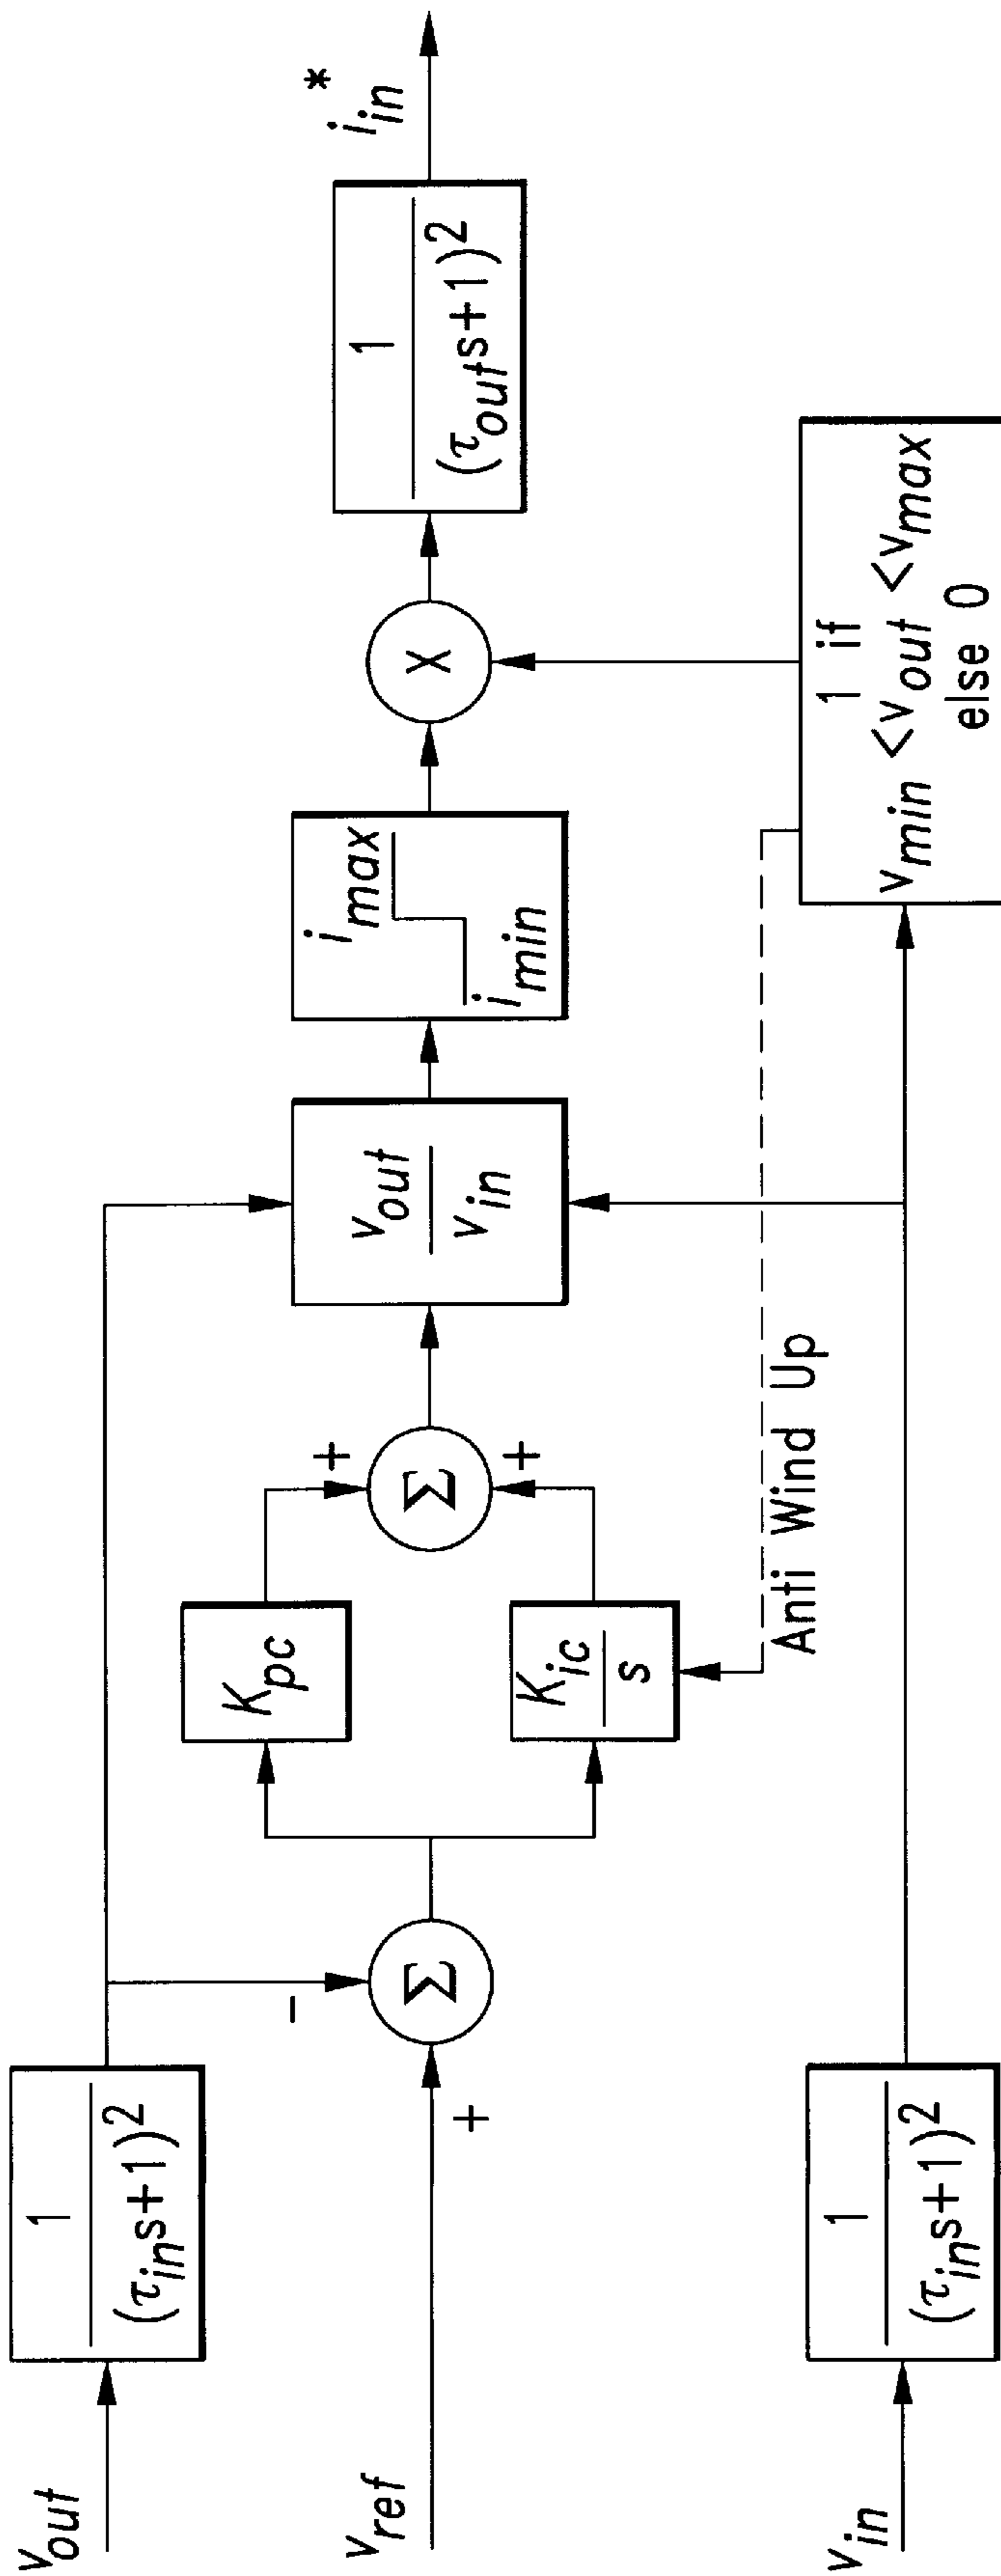 v_out
1
(τ_in s+1)²
v_ref
+
-
Σ
K_pc
K_ic
s
+
+
Σ
v_out
v_in
i_max
i_min
X
1
(τ_out s+1)²
i_in*
Anti Wind Up
v_in
1
(τ_in s+1)²
1 if
v_min <v_out <v_max
else 0